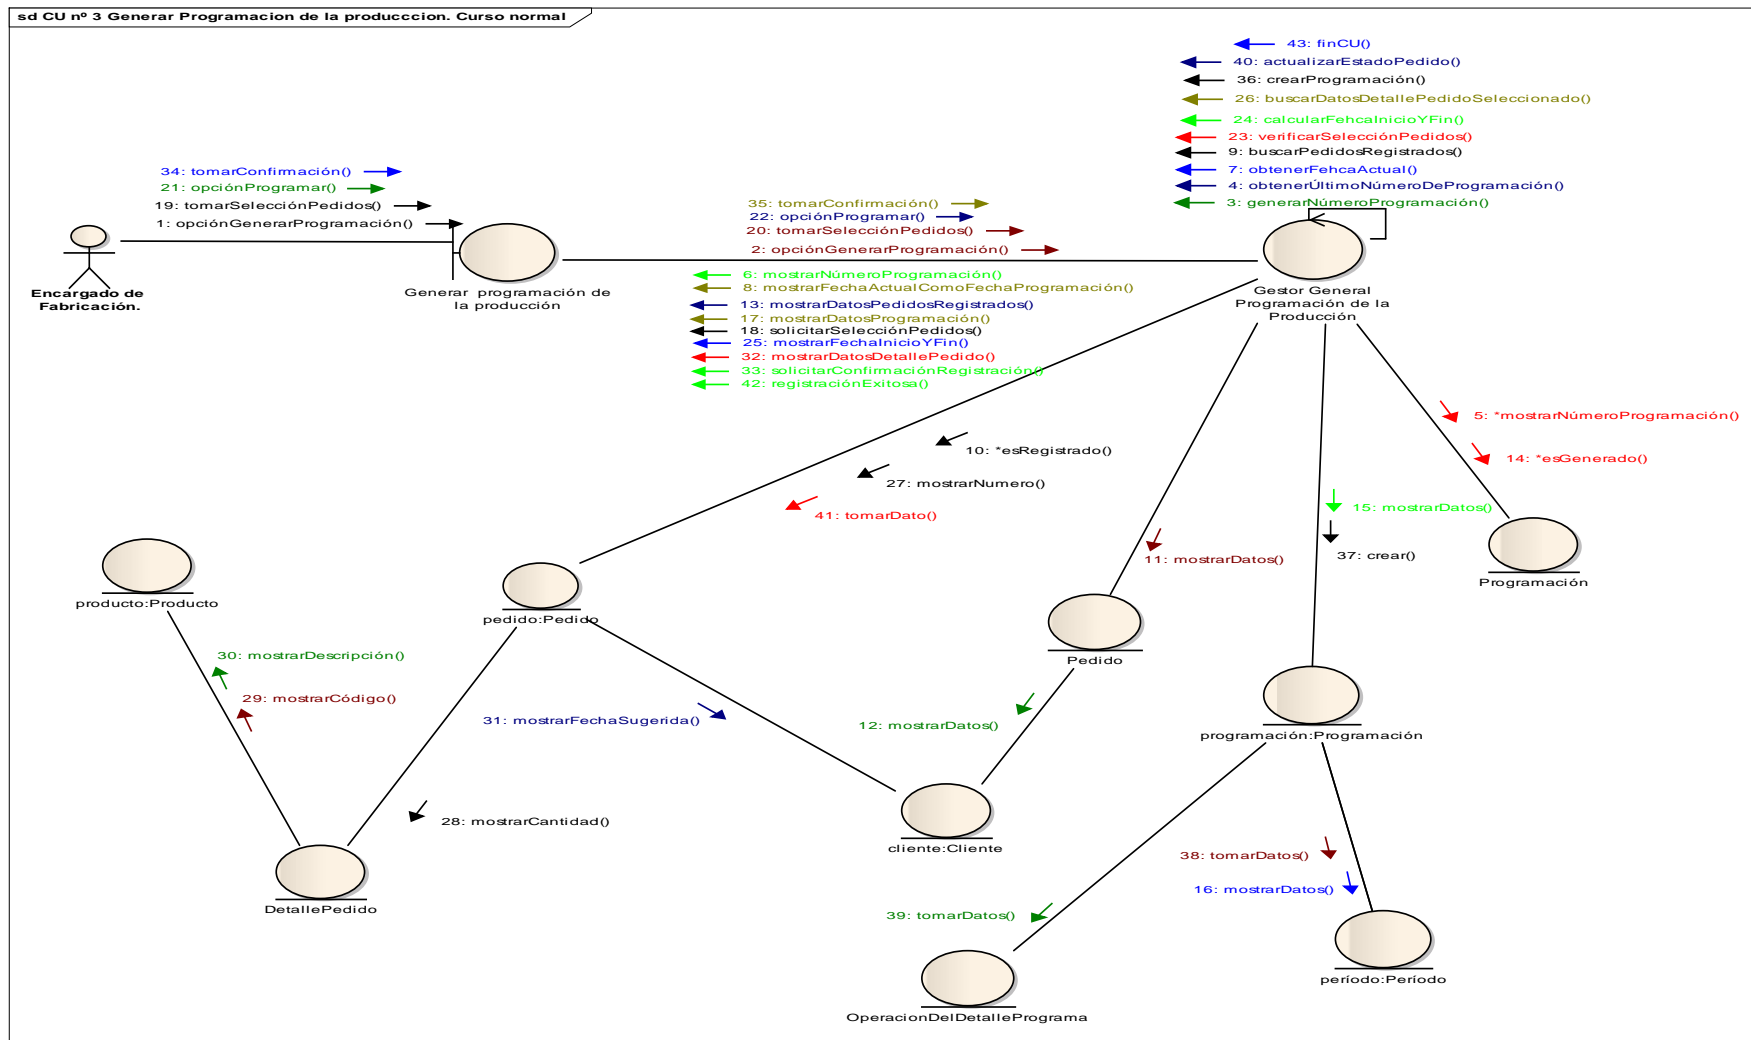 sd CU nº 3 Generar Programacion de la producccion. Curso normal
43: finCU()
40: actualizarEstadoPedido()
36: crearProgramación()
26: buscarDatosDetallePedidoSeleccionado()
24: calcularFehcaInicioYFin()
23: verificarSelecciónPedidos()
9: buscarPedidosRegistrados()
7: obtenerFehcaActual()
4: obtenerÚltimoNúmeroDeProgramación()
3: generarNúmeroProgramación()
34: tomarConfirmación()
21: opciónProgramar()
19: tomarSelecciónPedidos()
1: opciónGenerarProgramación()
35: tomarConfirmación()
22: opciónProgramar()
20: tomarSelecciónPedidos()
2: opciónGenerarProgramación()
Encargado de
Fabricación.
Generar programación de
la producción
Gestor General
Programación de la
Producción
6: mostrarNúmeroProgramación()
8: mostrarFechaActualComoFechaProgramación()
13: mostrarDatosPedidosRegistrados()
17: mostrarDatosProgramación()
18: solicitarSelecciónPedidos()
25: mostrarFechaInicioYFin()
32: mostrarDatosDetallePedido()
33: solicitarConfirmaciónRegistración()
42: registraciónExitosa()
5: *mostrarNúmeroProgramación()
14: *esGenerado()
10: *esRegistrado()
27: mostrarNumero()
41: tomarDato()
15: mostrarDatos()
37: crear()
11: mostrarDatos()
Programación
producto:Producto
pedido:Pedido
Pedido
30: mostrarDescripción()
29: mostrarCódigo()
31: mostrarFechaSugerida()
12: mostrarDatos()
programación:Programación
28: mostrarCantidad()
cliente:Cliente
38: tomarDatos()
16: mostrarDatos()
DetallePedido
39: tomarDatos()
período:Período
OperacionDelDetallePrograma